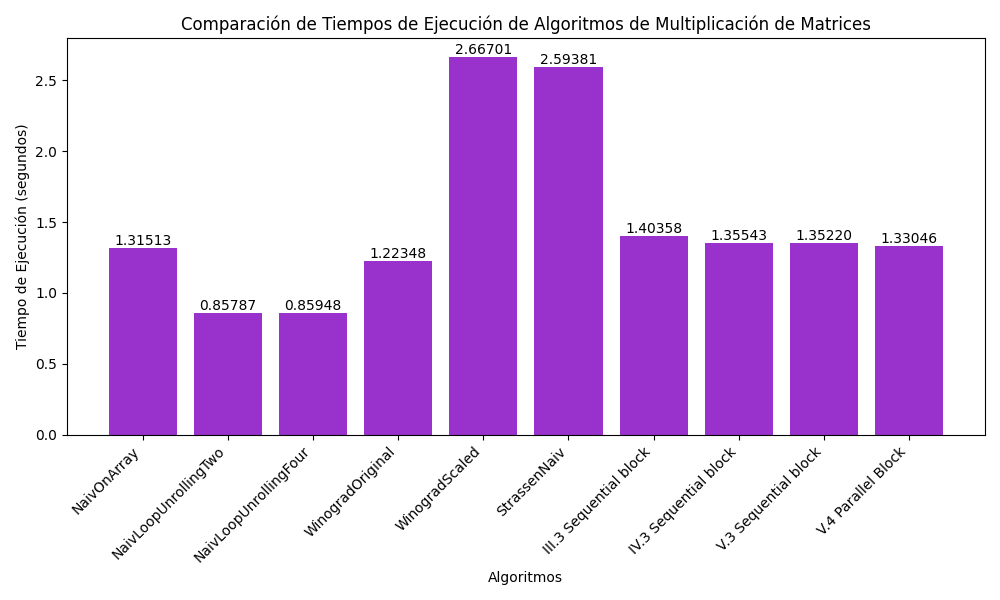 Comparación de Tiempos de Ejecución de Algoritmos de Multiplicación de Matrices
Tiempo de Ejecución (segundos)
2.5
2.0
1.5
1.0
0.5
0.0
1.31513
0.85787
0.85948
1.22348
2.66701
2.59381
1.40358
1.35543
1.35220
1.33046
NaivOnArray
NaivLoopUnrollingTwo
NaivLoopUnrollingFour
WinogradOriginal
WinogradScaled
StrassenNaiv
III.3 Sequential block
IV.3 Sequential block
V.3 Sequential block
V.4 Parallel Block
Algoritmos